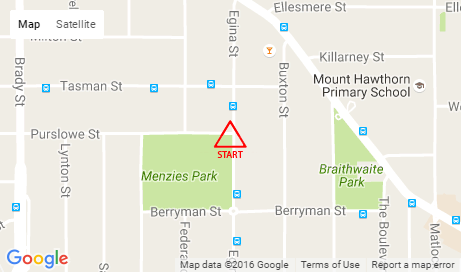 Map Satellite
Ellesmere St
Milton St
Egina St
Killarney St
Brady St
Tasman St
Buxton St
Mount Hawthorn
Primary School
Purslowe St
START
Lynton St
Menzies Park
Braithwaite
Park
Berryman St
Berryman St
Federa
The Boulev
Matlo
Google
Map data ©2016 Google Terms of Use Report a map error